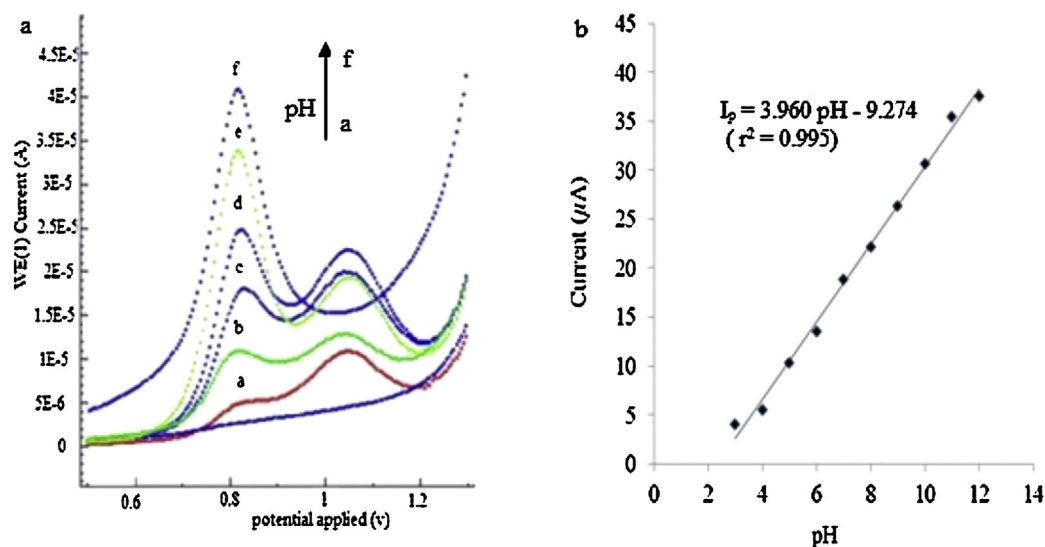 a
4.5E-5
4E-5
3.5E-5
3E-5
2.5E-5
2E-5
1.5E-5
1E-5
5E-6
0
WE(1) Current (A)
0.6
0.8
1
1.2
potential applied (v)
f
e
d
c
b
a
pH
f
a
b
45
40
35
30
25
20
15
10
5
0
Current (µA)
0
2
4
6
8
10
12
14
pH
Ip = 3.960 pH - 9.274
( r² = 0.995)